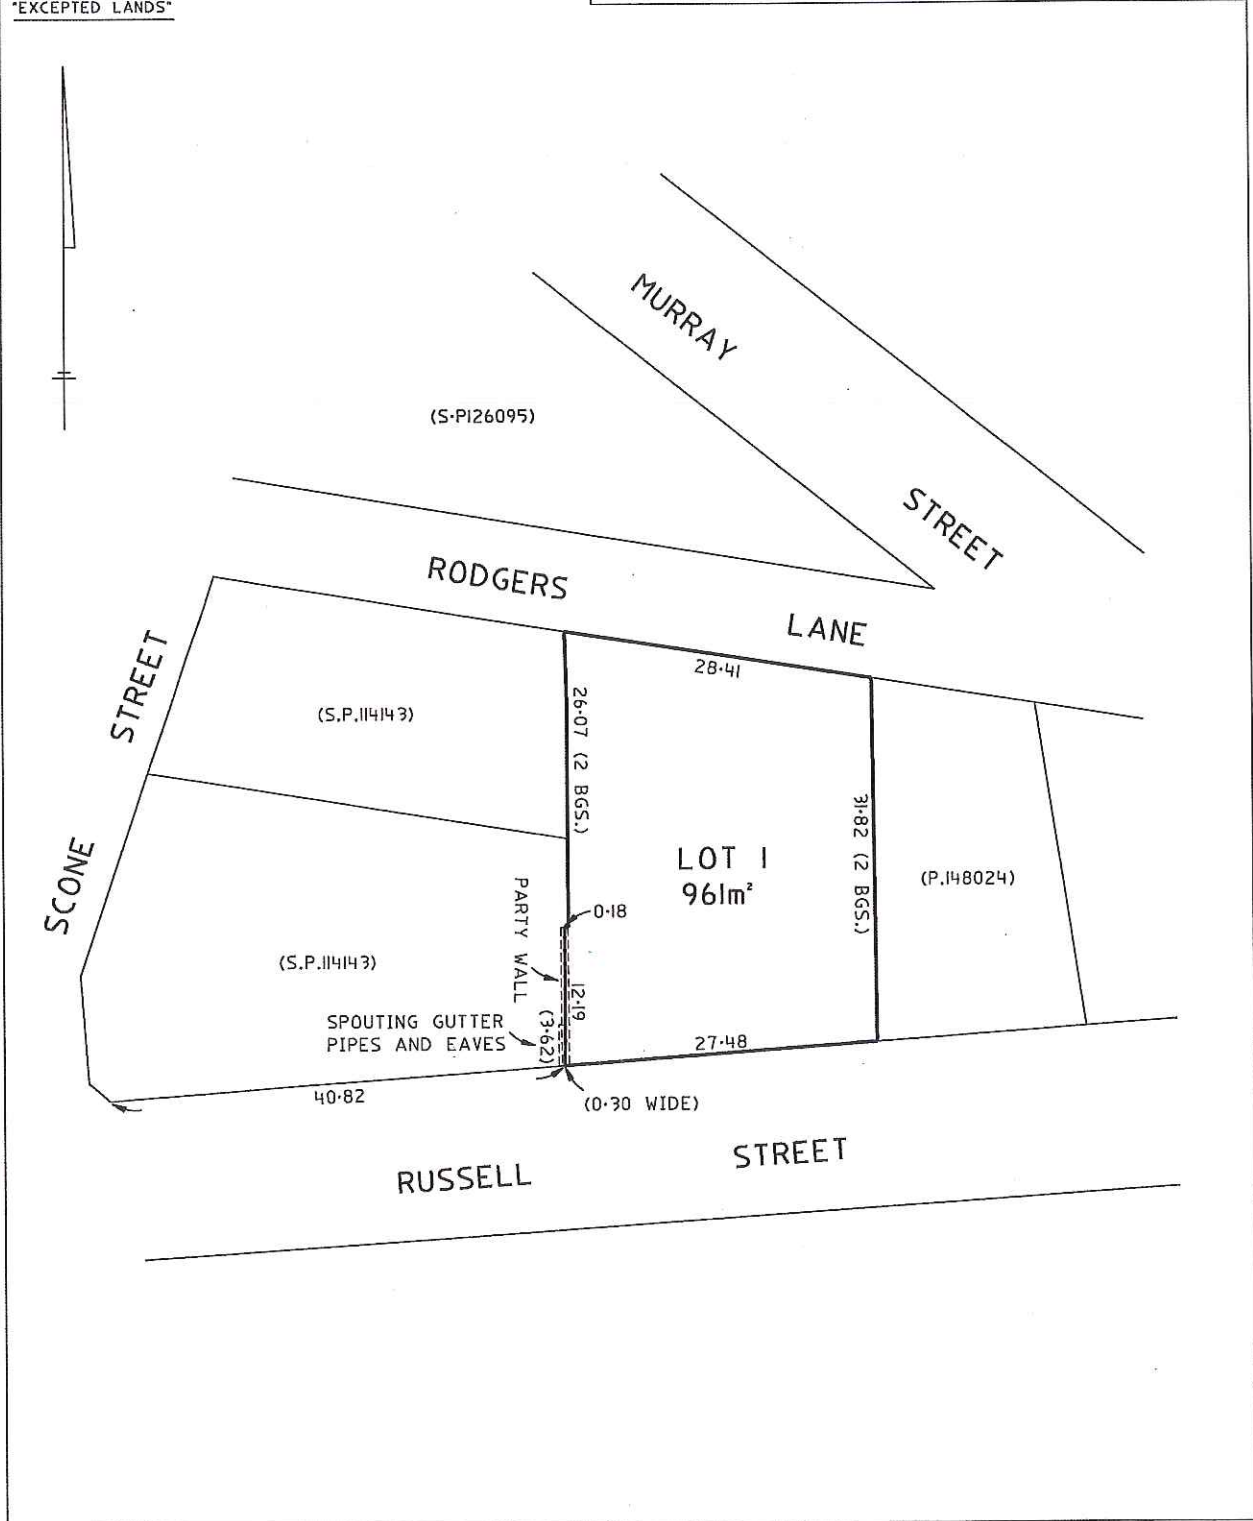 "EXCEPTED LANDS"
MURRAY
STREET
(S·P126095)
RODGERS
LANE
28·41
STREET
(S.P.114143)
26·07 (2 BGS.)
31·82 (2 BGS.)
LOT 1
961m²
(P.148024)
SCONE
PARTY WALL
0·18
(S.P.114143)
12·19
SPOUTING GUTTER
PIPES AND EAVES
(3·62)
27·48
40·82
(0·30 WIDE)
RUSSELL
STREET